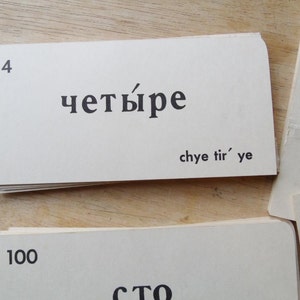 4
четы́ре
chye tir′ ye
100
сто